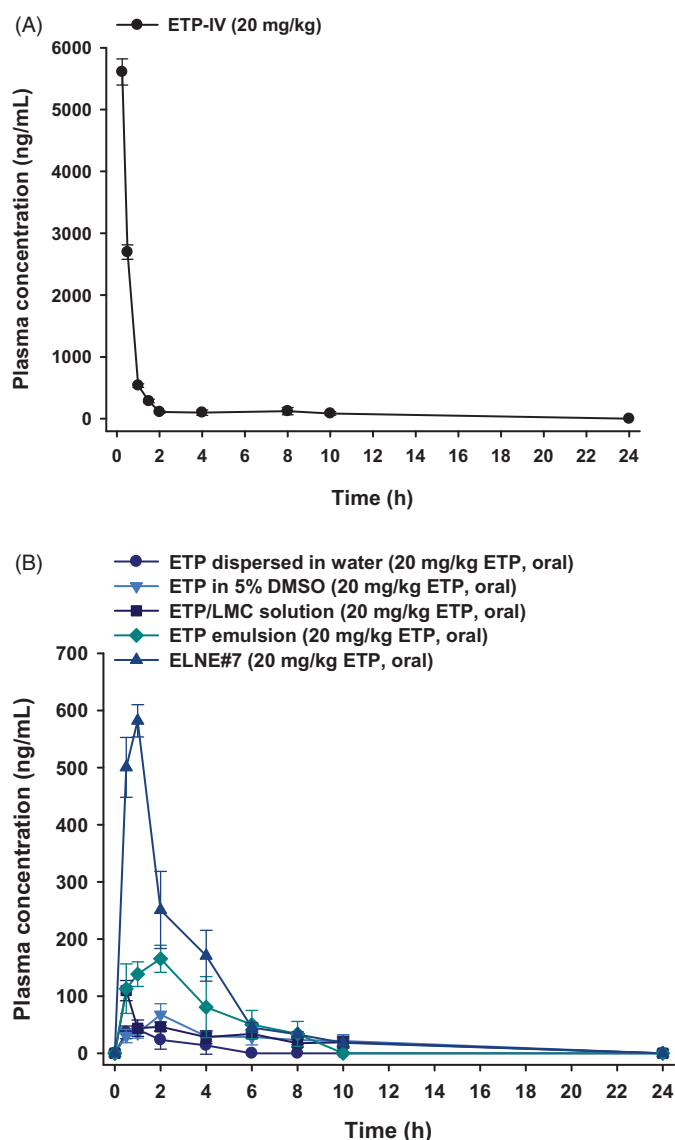 (A)
ETP-IV (20 mg/kg)
6000
5000
4000
3000
2000
1000
0
Plasma concentration (ng/mL)
0 2 4 6 8 10 12 14 16 18 20 22 24
Time (h)
(B)
ETP dispersed in water (20 mg/kg ETP, oral)
ETP in 5% DMSO (20 mg/kg ETP, oral)
ETP/LMC solution (20 mg/kg ETP, oral)
ETP emulsion (20 mg/kg ETP, oral)
ELNE#7 (20 mg/kg ETP, oral)
700
600
500
400
300
200
100
0
Plasma concentration (ng/mL)
0 2 4 6 8 10 12 14 16 18 20 22 24
Time (h)